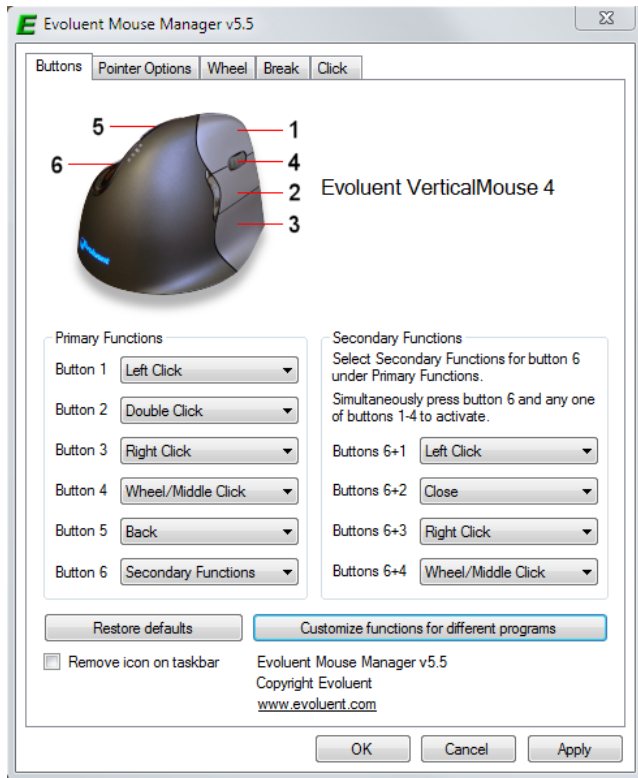 Evoluent Mouse Manager v5.5
Buttons Pointer Options Wheel Break Click
5
1
6
4
2
3
Evoluent VerticalMouse 4
Evoluent
Primary Functions
Button 1 Left Click
Button 2 Double Click
Button 3 Right Click
Button 4 Wheel/Middle Click
Button 5 Back
Button 6 Secondary Functions
Secondary Functions
Select Secondary Functions for button 6
under Primary Functions.
Simultaneously press button 6 and any one
of buttons 1-4 to activate.
Buttons 6+1 Left Click
Buttons 6+2 Close
Buttons 6+3 Right Click
Buttons 6+4 Wheel/Middle Click
Restore defaults
Customize functions for different programs
Remove icon on taskbar
Evoluent Mouse Manager v5.5
Copyright Evoluent
www.evoluent.com
OK Cancel Apply